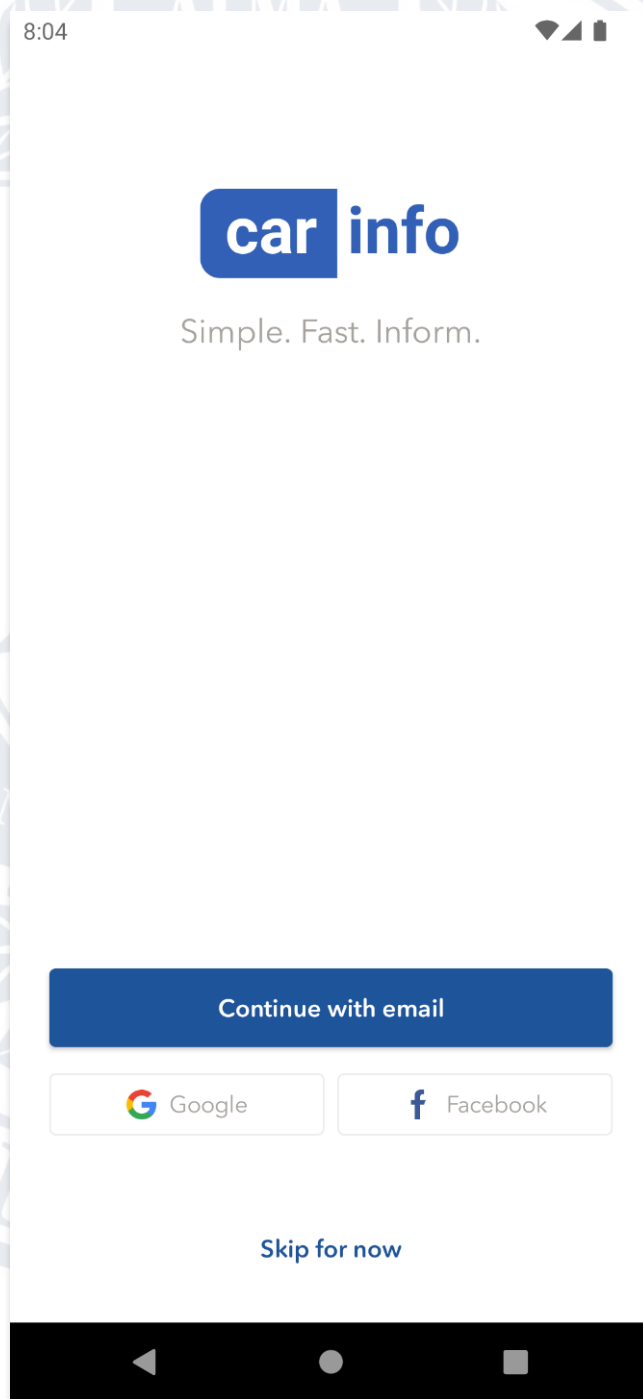 8:04
car info
Simple. Fast. Inform.
Continue with email
Google
Facebook
Skip for now